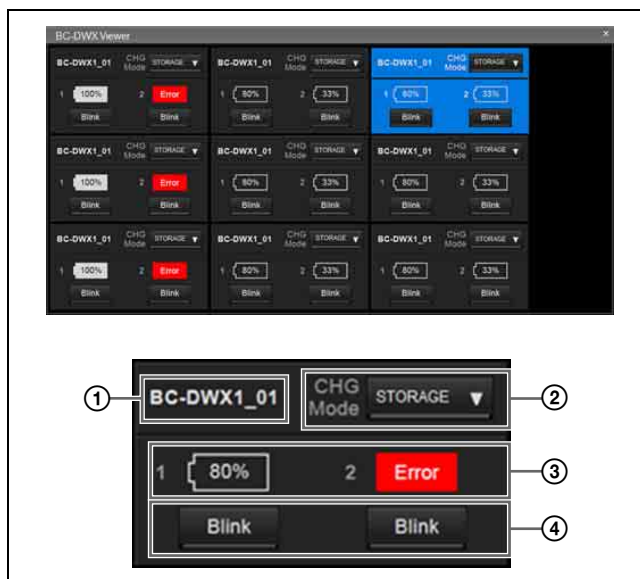 BC-DWX Viewer ×
BC-DWX1_01 CHG Mode STORAGE ▼ BC-DWX1_01 CHG Mode STORAGE ▼ BC-DWX1_01 CHG Mode STORAGE ▼
1 100% 2 Error 1 80% 2 33% 1 80% 2 33%
Blink Blink Blink Blink Blink Blink
BC-DWX1_01 CHG Mode STORAGE ▼ BC-DWX1_01 CHG Mode STORAGE ▼ BC-DWX1_01 CHG Mode STORAGE ▼
1 100% 2 Error 1 80% 2 33% 1 80% 2 33%
Blink Blink Blink Blink Blink Blink
BC-DWX1_01 CHG Mode STORAGE ▼ BC-DWX1_01 CHG Mode STORAGE ▼ BC-DWX1_01 CHG Mode STORAGE ▼
1 100% 2 Error 1 80% 2 33% 1 80% 2 33%
Blink Blink Blink Blink Blink Blink
① BC-DWX1_01 CHG Mode STORAGE ▼ ②
1 80% 2 Error ③
Blink Blink ④